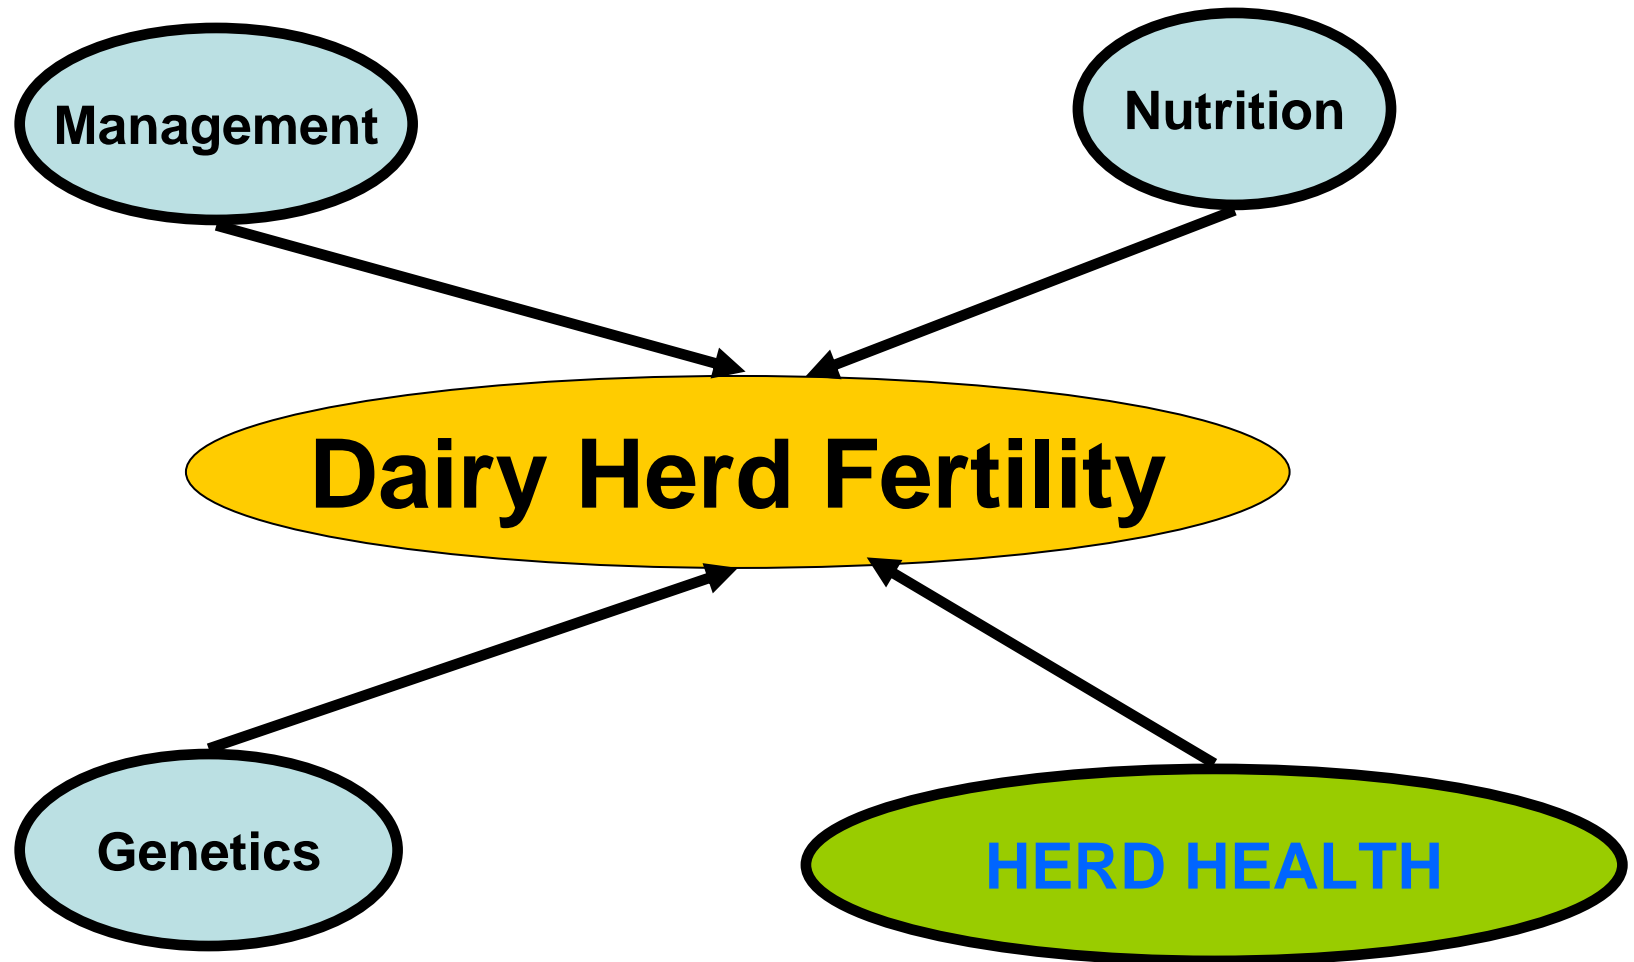 Management
Nutrition
Dairy Herd Fertility
Genetics
HERD HEALTH